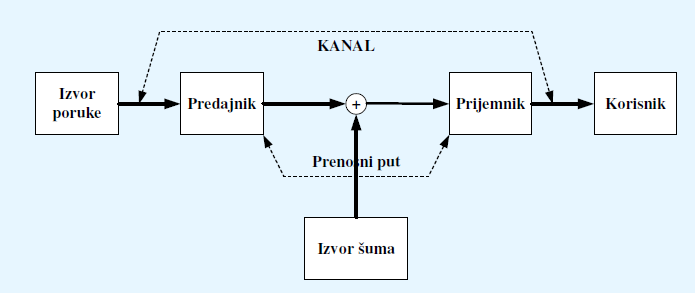 KANAL
Izvor
poruke
Predajnik
+
Prijemnik
Korisnik
Prenosni put
Izvor šuma